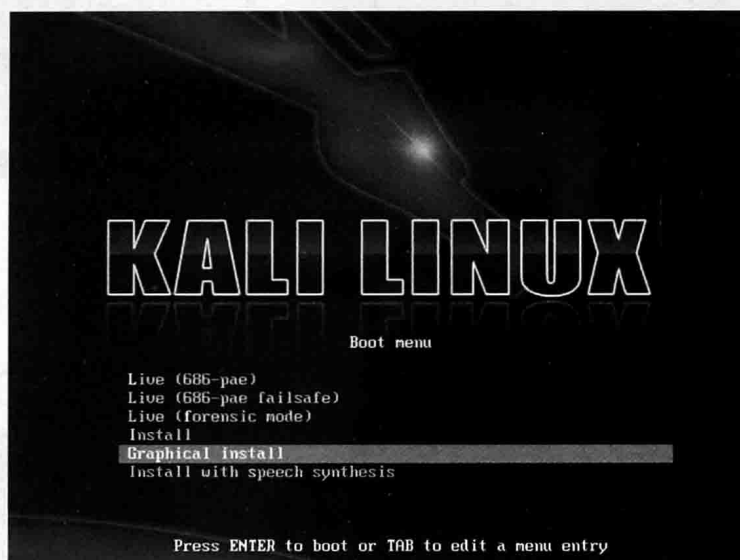 KALI LINUX
Boot menu
Live (686-pae)
Live (686-pae failsafe)
Live (forensic mode)
Install
Graphical install
Install with speech synthesis
Press ENTER to boot or TAB to edit a menu entry